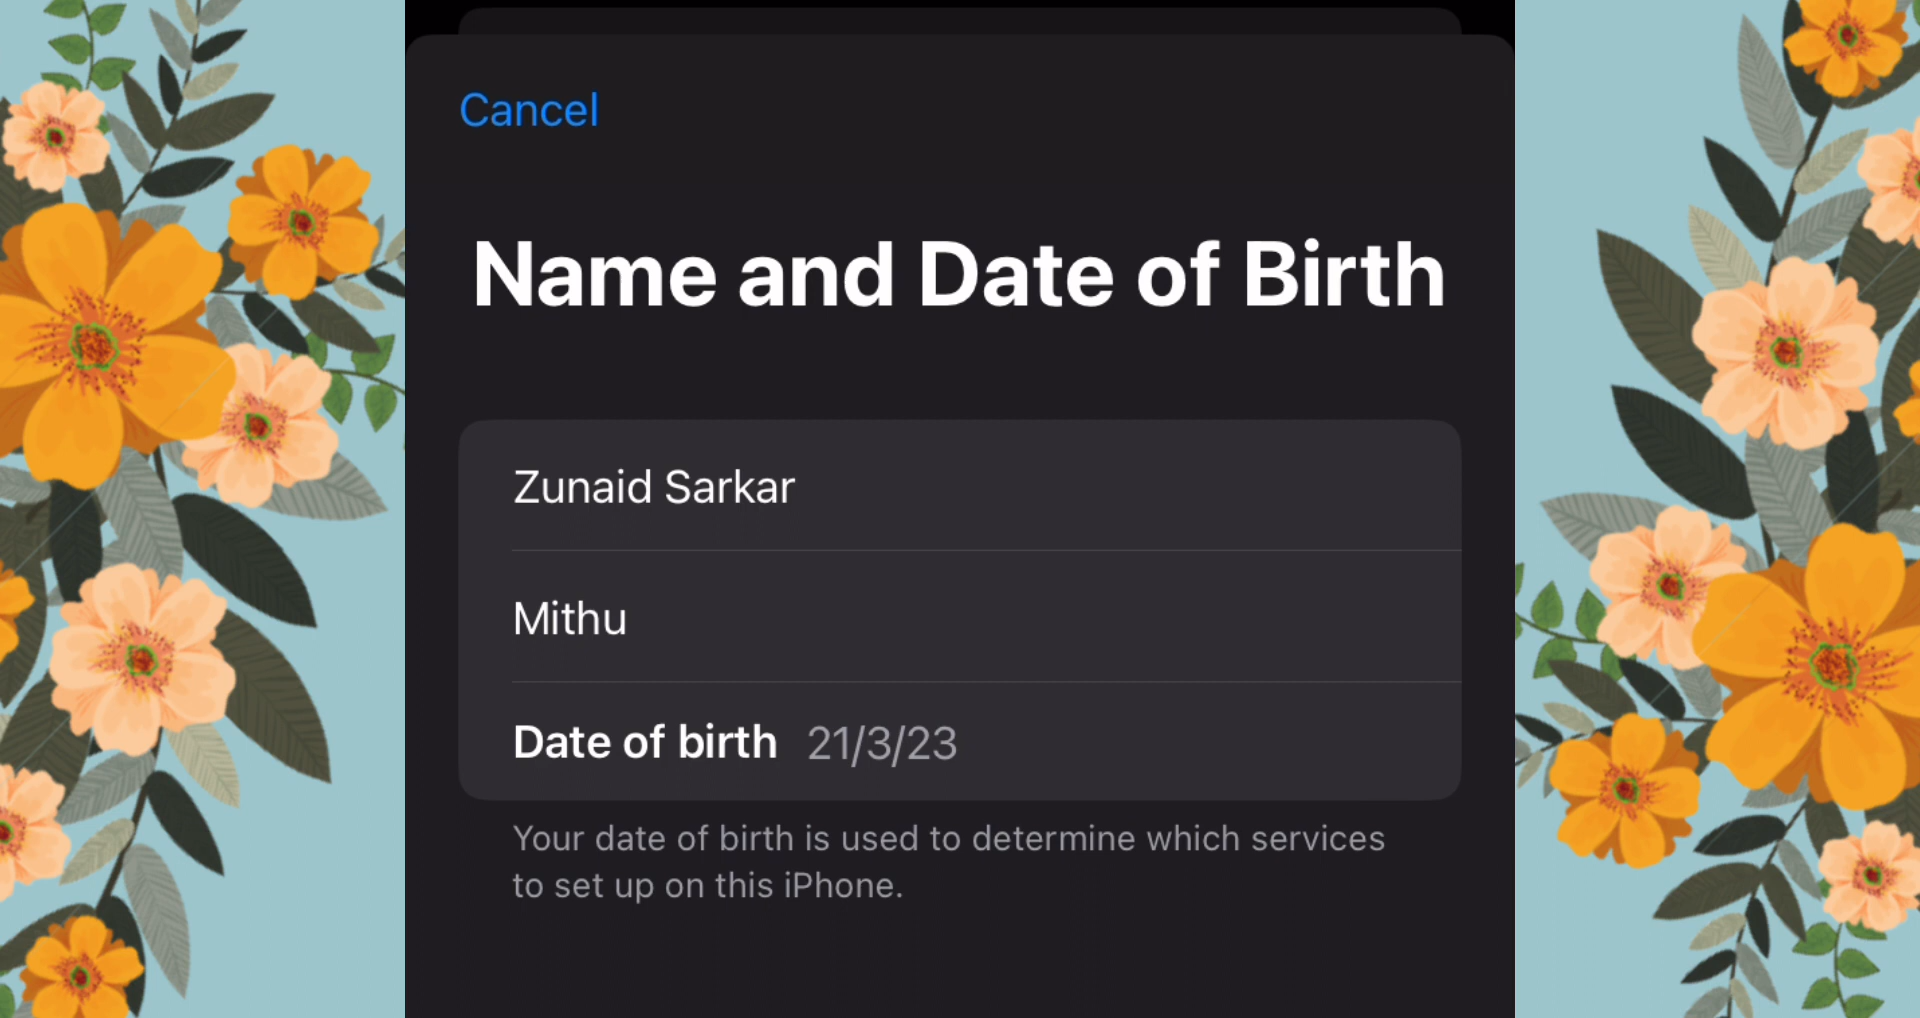 Cancel
Name and Date of Birth
Zunaid Sarkar
Mithu
Date of birth 21/3/23
Your date of birth is used to determine which services
to set up on this iPhone.